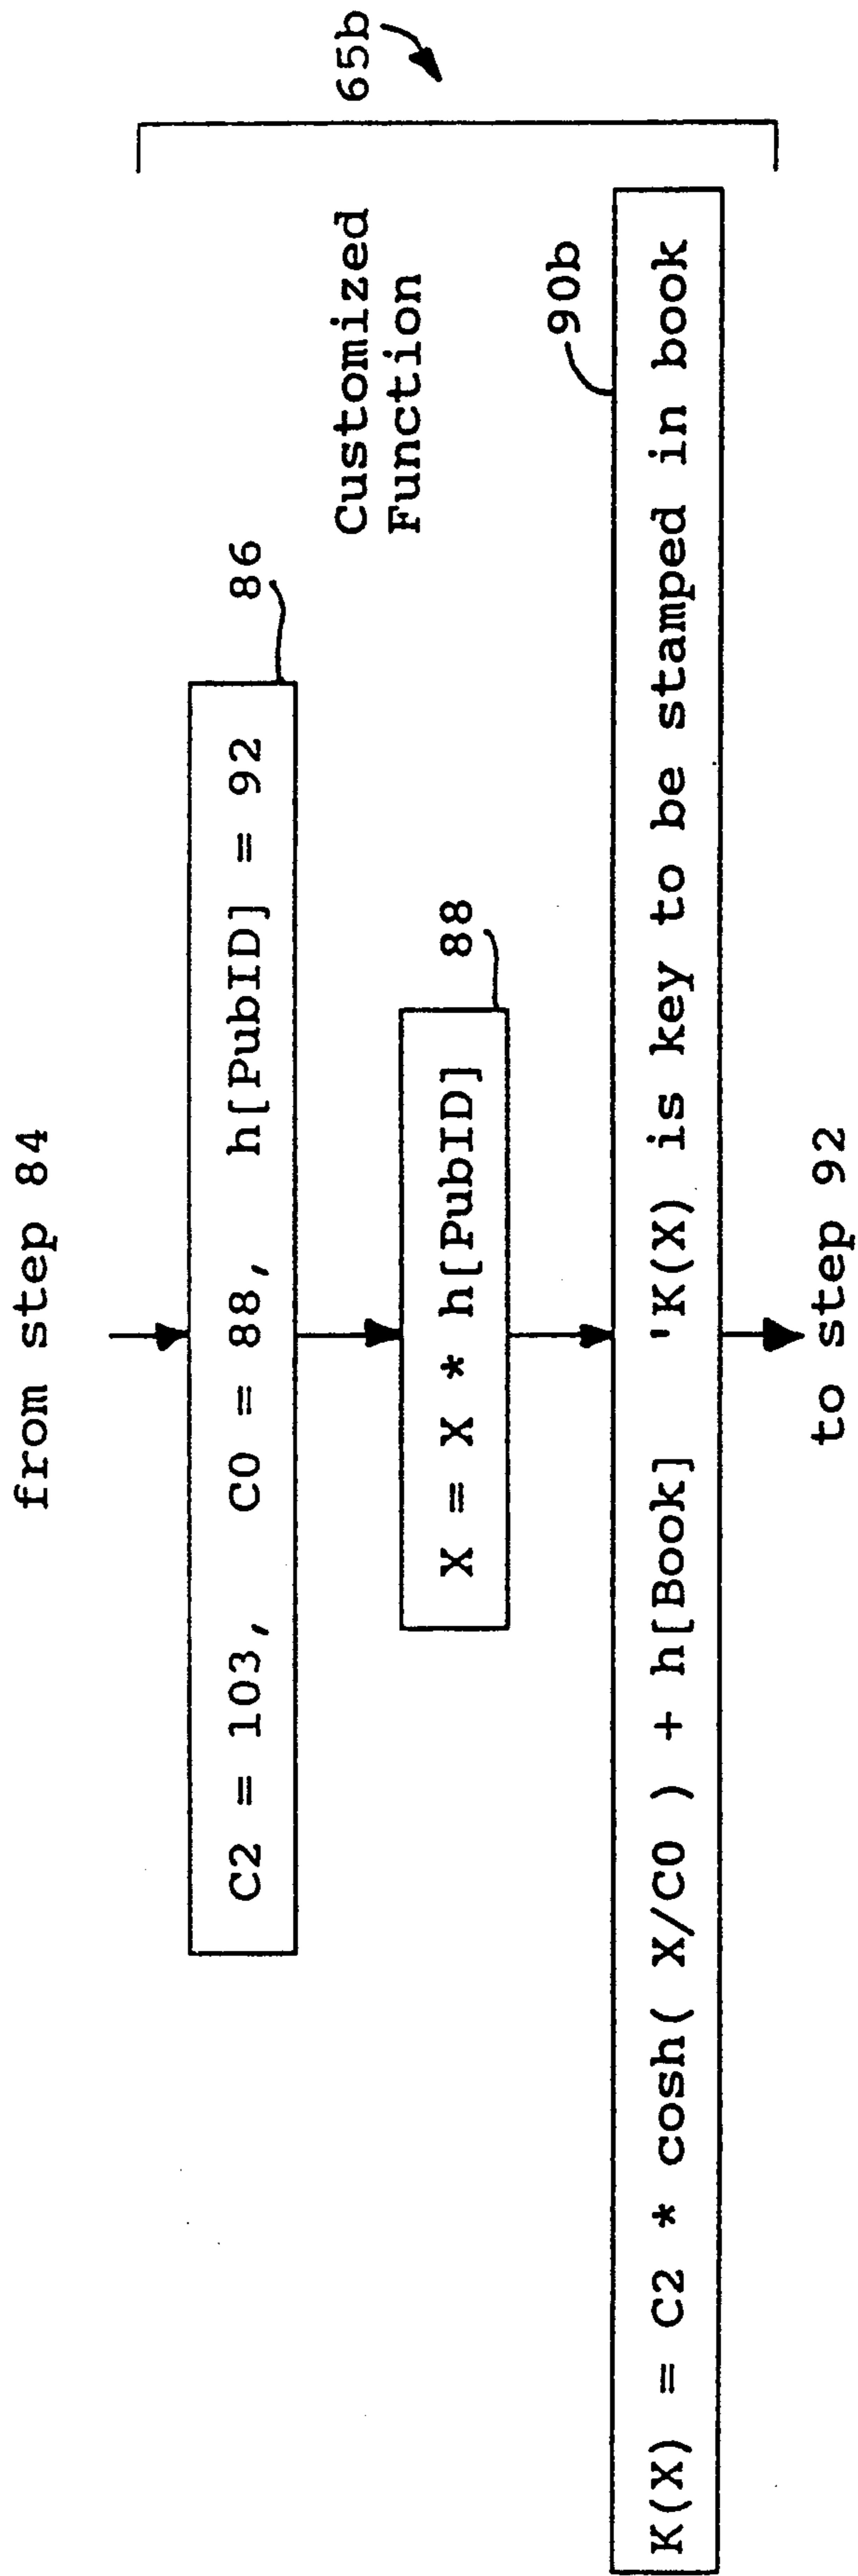 from step 84
C2 = 103, C0 = 88, h[PubID] = 92
86
X = X * h[PubID]
88
Customized
Function
65b
90b
K(X) = C2 * cosh( X/C0 ) + h[Book] 'K(X) is key to be stamped in book
to step 92